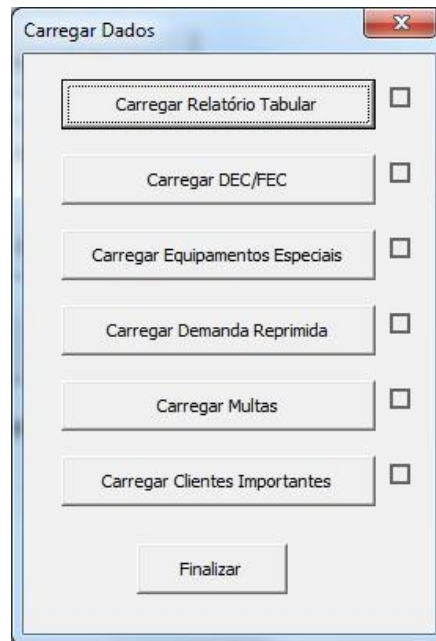 Carregar Dados
Carregar Relatório Tabular
Carregar DEC/FEC
Carregar Equipamentos Especiais
Carregar Demanda Reprimida
Carregar Multas
Carregar Clientes Importantes
Finalizar